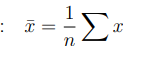 : x̄ = 1/n ∑ x